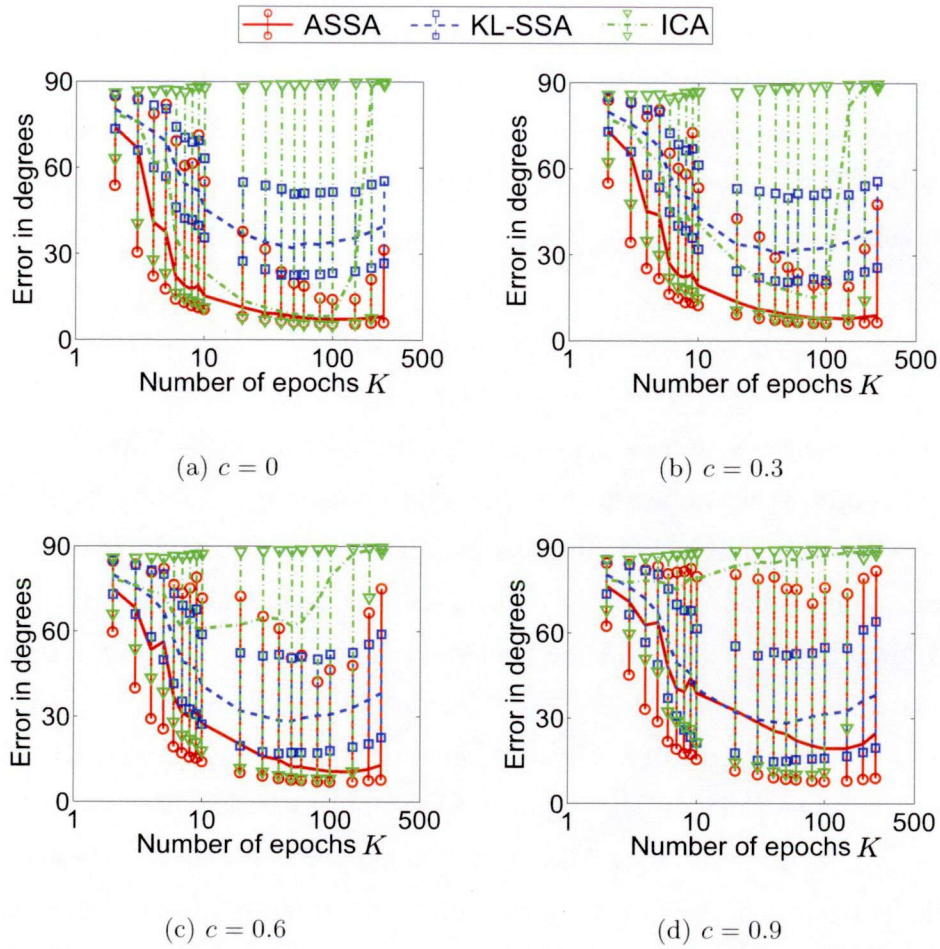 ASSA KL-SSA ICA
90
60
30
0
Error in degrees
1 10 100 500
Number of epochs K
(a) c = 0
90
60
30
0
Error in degrees
1 10 100 500
Number of epochs K
(b) c = 0.3
90
60
30
0
Error in degrees
1 10 100 500
Number of epochs K
(c) c = 0.6
90
60
30
0
Error in degrees
1 10 100 500
Number of epochs K
(d) c = 0.9